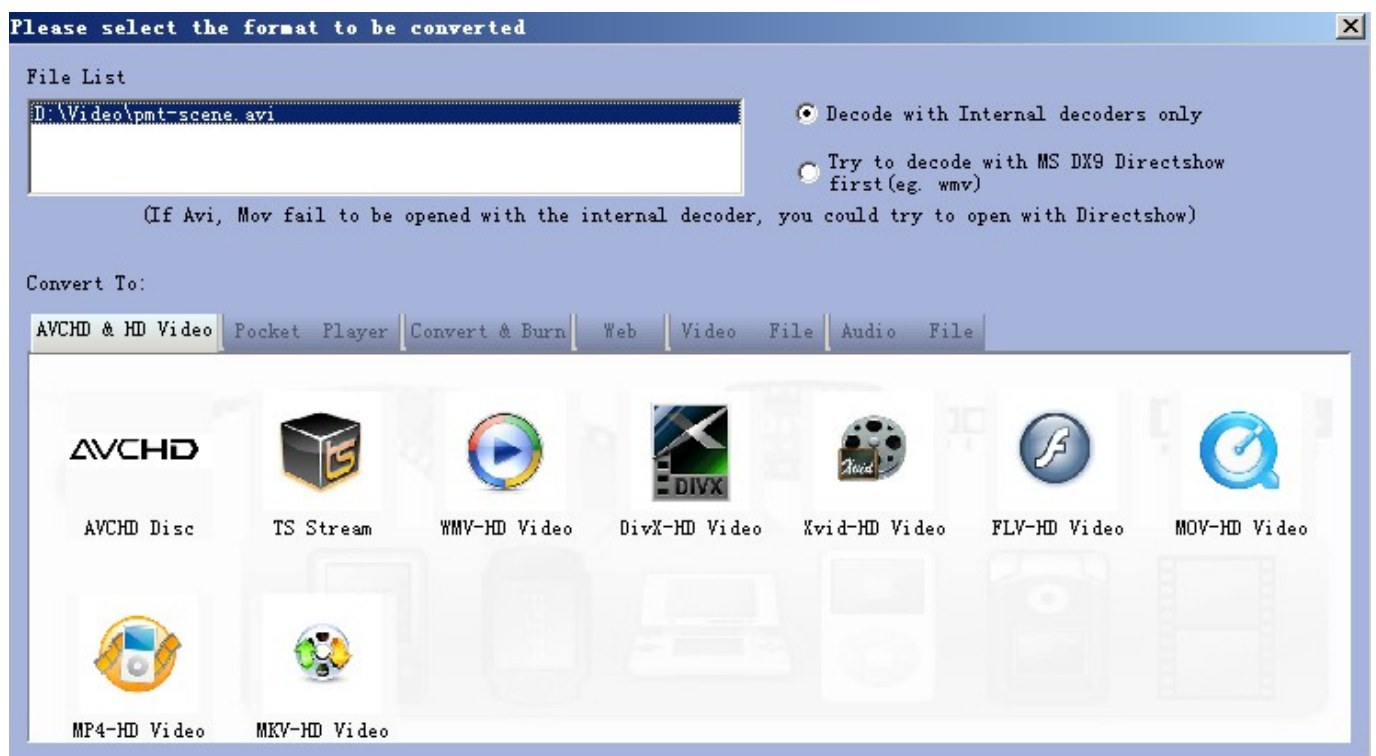 Please select the format to be converted
File List
D:\Video\pmt-scene.avi
Decode with Internal decoders only
Try to decode with MS DX9 Directshow
first(eg. wmv)
(If Avi, Mov fail to be opened with the internal decoder, you could try to open with Directshow)
Convert To:
AVCHD & HD Video Pocket Player Convert & Burn Web Video File Audio File
AVCHD ts DIVX Xvid
AVCHD Disc TS Stream WMV-HD Video DivX-HD Video Xvid-HD Video FLV-HD Video MOV-HD Video
MP4-HD Video MKV-HD Video